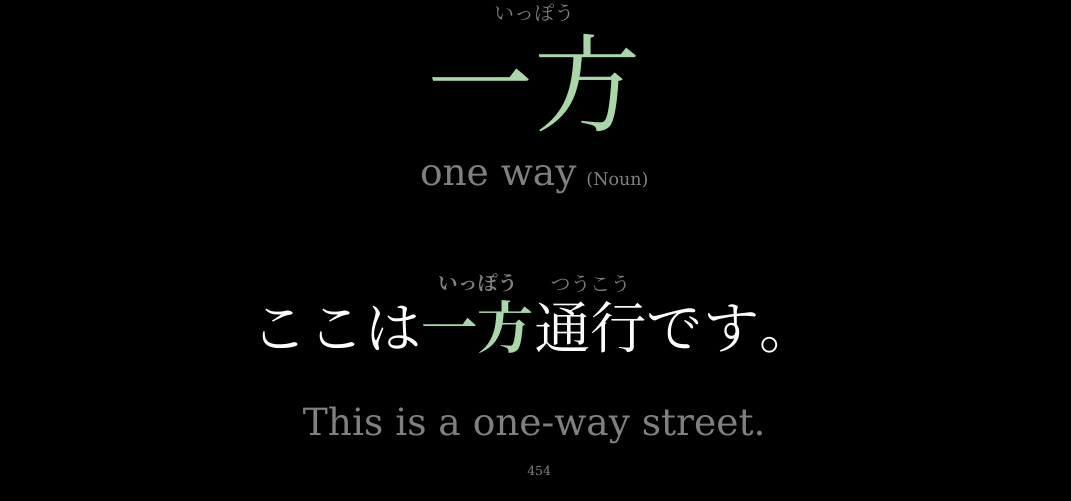 いっぽう
一方
one way (Noun)
いっぽう つうこう
ここは一方通行です。
This is a one-way street.
454